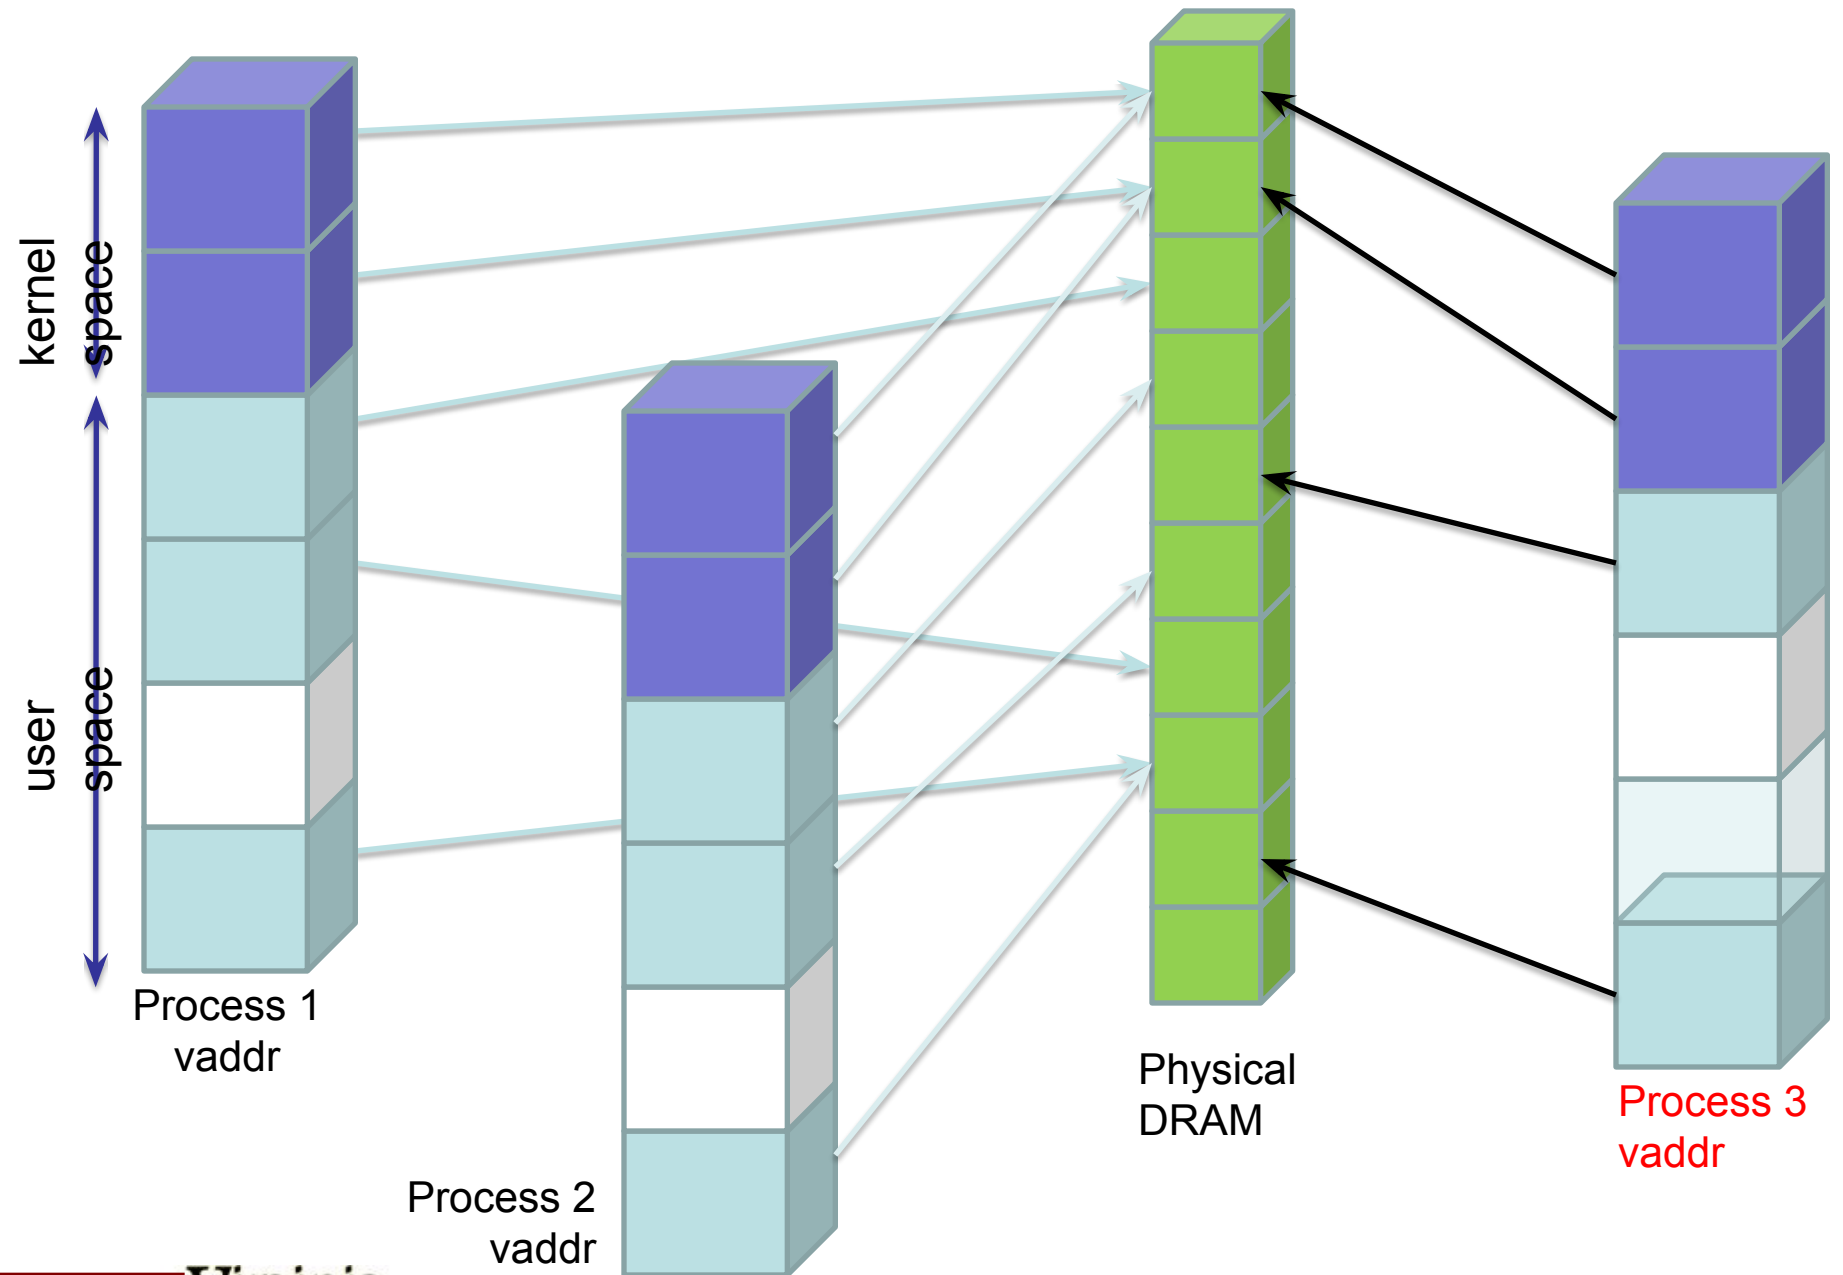 kernel
space
user
space
Process 1
vaddr
Process 2
vaddr
Physical
DRAM
Process 3
vaddr